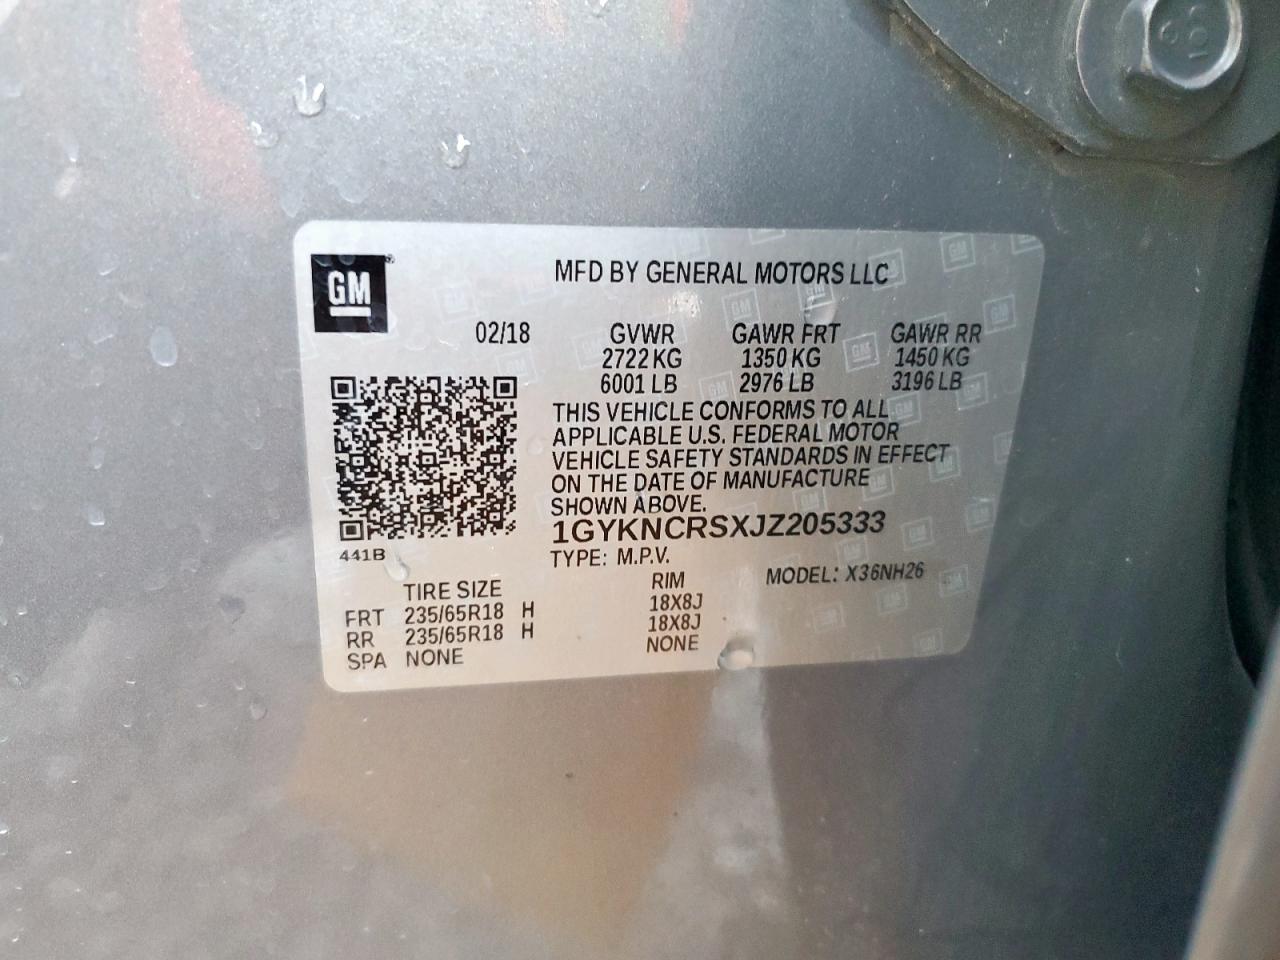 GM
MFD BY GENERAL MOTORS LLC
02/18 GVWR GAWR FRT GAWR RR
2722 KG 1350 KG 1450 KG
6001 LB 2976 LB 3196 LB
THIS VEHICLE CONFORMS TO ALL
APPLICABLE U.S. FEDERAL MOTOR
VEHICLE SAFETY STANDARDS IN EFFECT
ON THE DATE OF MANUFACTURE
SHOWN ABOVE.
1GYKNCRSXJZ205333
441B TYPE: M.P.V. MODEL: X36NH26
TIRE SIZE RIM
FRT 235/65R18 H 18X8J
RR 235/65R18 H 18X8J
SPA NONE NONE